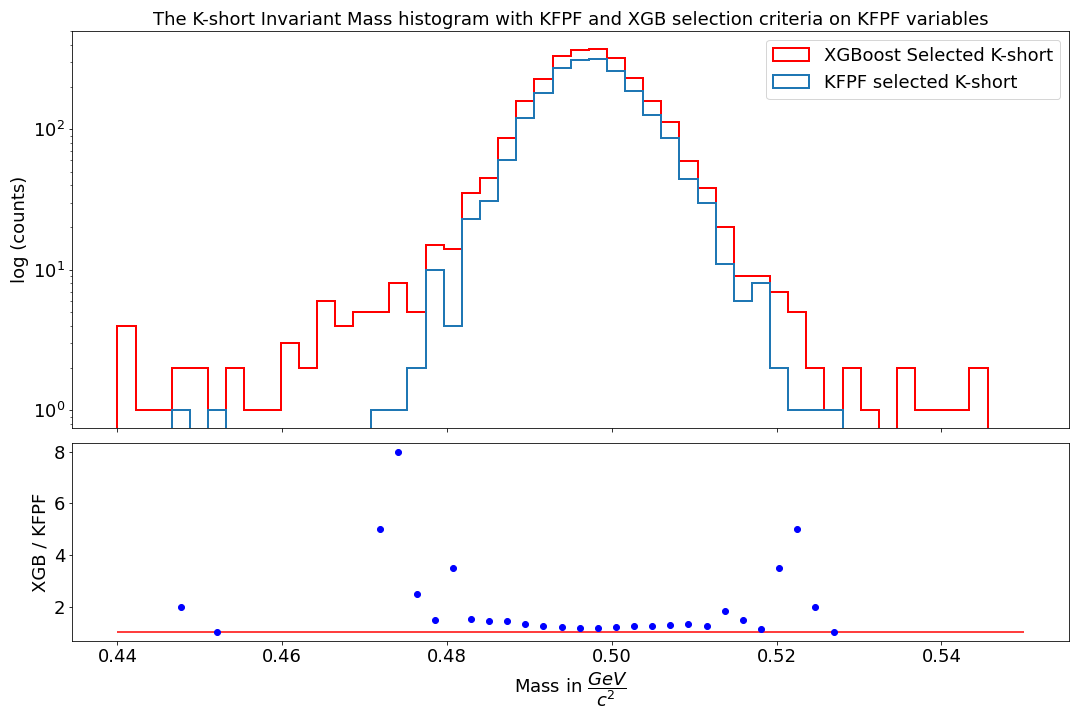 The K-short Invariant Mass histogram with KFPF and XGB selection criteria on KFPF variables
XGBoost Selected K-short
KFPF selected K-short
10²
10¹
10⁰
log (counts)
8
6
4
2
XGB / KFPF
0.44 0.46 0.48 0.50 0.52 0.54
Mass in GeV/c²